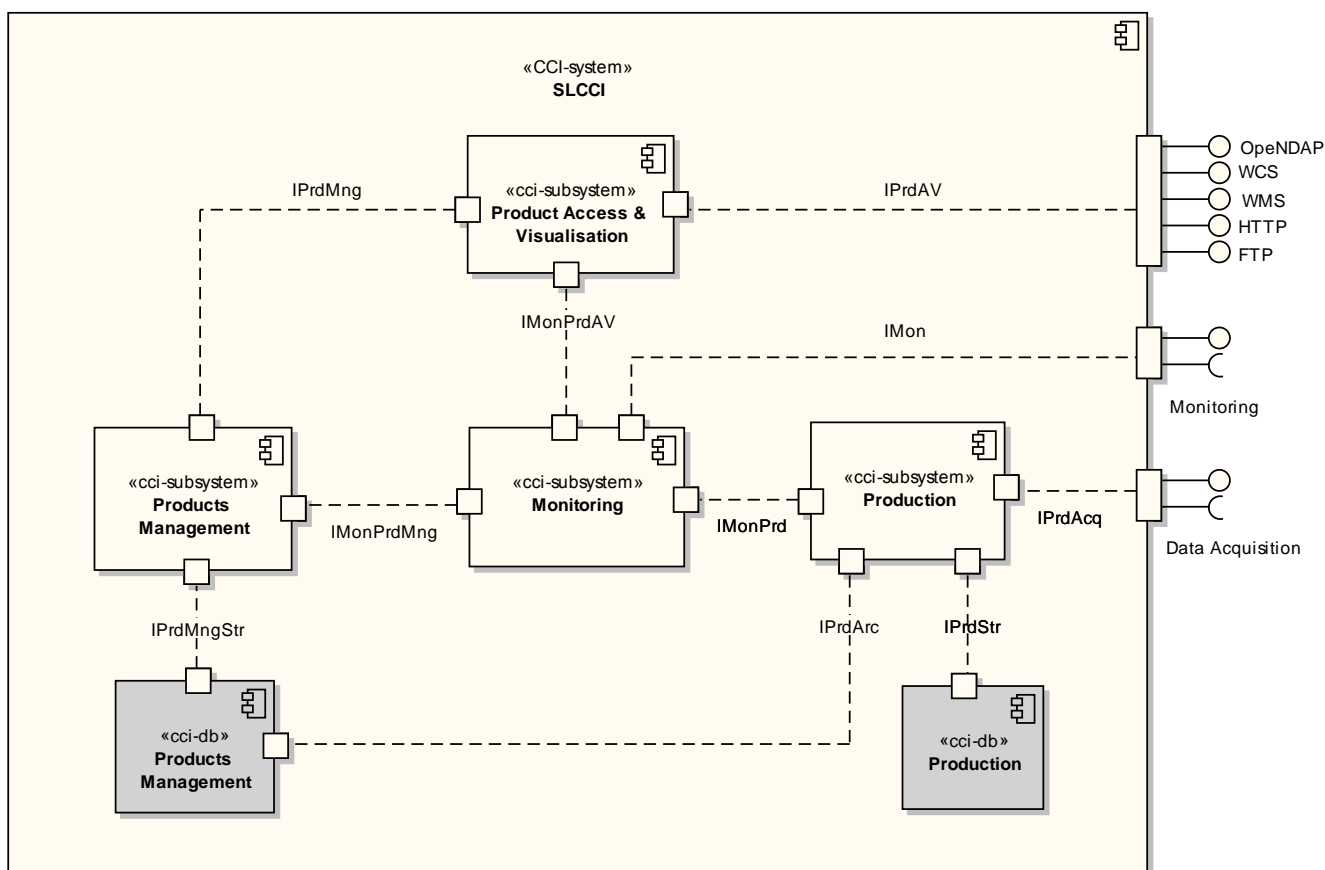 «CCI-system»
SLCCI
OpeNDAP
WCS
WMS
HTTP
FTP
IPrdMng
«cci-subsystem»
Product Access &
Visualisation
IPrdAV
IMonPrdAV
IMon
Monitoring
«cci-subsystem»
Products
Management
IMonPrdMng
«cci-subsystem»
Monitoring
IMonPrd
«cci-subsystem»
Production
IPrdAcq
Data Acquisition
IPrdMngStr
IPrdArc
IPrdStr
«cci-db»
Products
Management
«cci-db»
Production